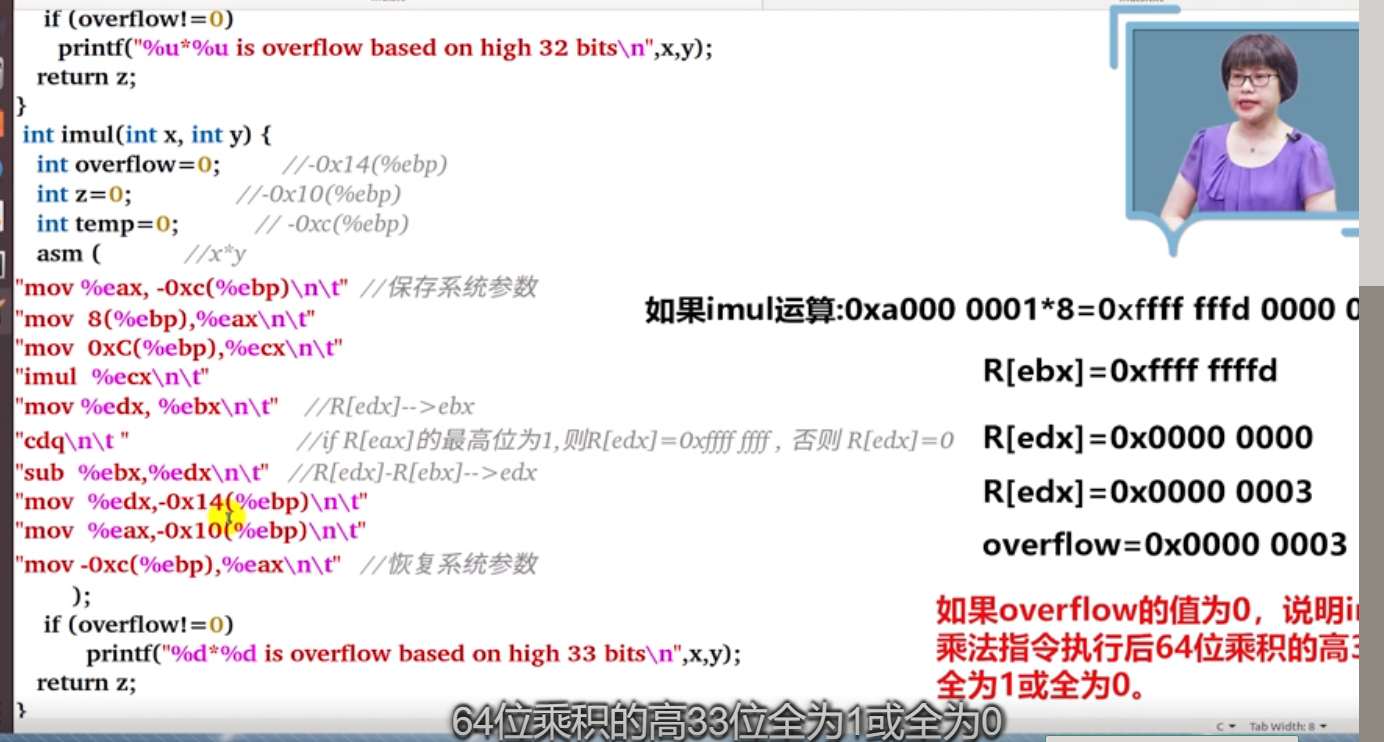 if (overflow!=0)
printf("%u*%u is overflow based on high 32 bits\n",x,y);
return z;
}
int imul(int x, int y) {
int overflow=0; //-0x14(%ebp)
int z=0; //-0x10(%ebp)
int temp=0; // -0xc(%ebp)
asm ( //x*y
"mov %eax, -0xc(%ebp)\n\t" //保存系统参数
"mov 8(%ebp),%eax\n\t"
"mov 0xC(%ebp),%ecx\n\t"
"imul %ecx\n\t"
"mov %edx, %ebx\n\t" //R[edx]-->ebx
"cdq\n\t " //if R[eax]的最高位为1,则R[edx]=0xffff ffff , 否则 R[edx]=0
"sub %ebx,%edx\n\t" //R[edx]-R[ebx]-->edx
"mov %edx,-0x14(%ebp)\n\t"
"mov %eax,-0x10(%ebp)\n\t"
"mov -0xc(%ebp),%eax\n\t" //恢复系统参数
);
if (overflow!=0)
printf("%d*%d is overflow based on high 33 bits\n",x,y);
return z;
}
如果imul运算:0xa000 0001*8=0xffff fffd 0000 0
R[ebx]=0xffff ffffd
R[edx]=0x0000 0000
R[edx]=0x0000 0003
overflow=0x0000 0003
如果overflow的值为0，说明i
乘法指令执行后64位乘积的高3
全为1或全为0。
64位乘积的高33位全为1或全为0
C Tab Width: 8